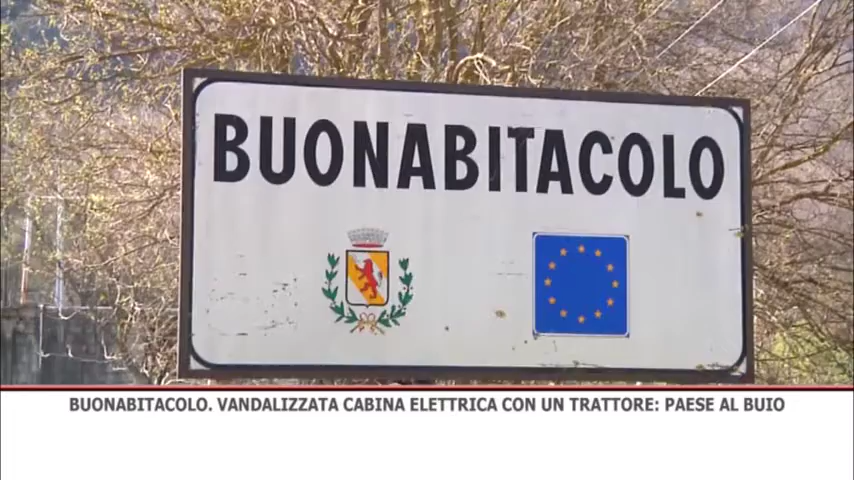 BUONABITACOLO
BUONABITACOLO. VANDALIZZATA CABINA ELETTRICA CON UN TRATTORE: PAESE AL BUIO